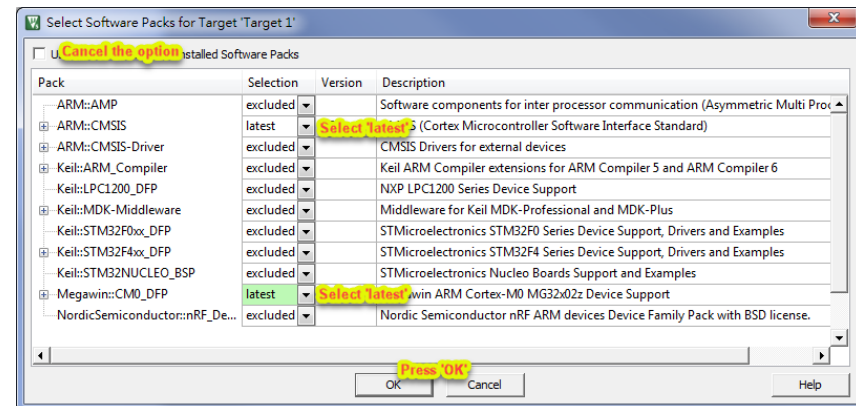 Select Software Packs for Target 'Target 1'
U Cancel the option nstalled Software Packs
Pack Selection Version Description
ARM::AMP excluded Software components for inter processor communication (Asymmetric Multi Proc
ARM::CMSIS latest Select 'latest' S (Cortex Microcontroller Software Interface Standard)
ARM::CMSIS-Driver excluded CMSIS Drivers for external devices
Keil::ARM_Compiler excluded Keil ARM Compiler extensions for ARM Compiler 5 and ARM Compiler 6
Keil::LPC1200_DFP excluded NXP LPC1200 Series Device Support
Keil::MDK-Middleware excluded Middleware for Keil MDK-Professional and MDK-Plus
Keil::STM32F0xx_DFP excluded STMicroelectronics STM32F0 Series Device Support, Drivers and Examples
Keil::STM32F4xx_DFP excluded STMicroelectronics STM32F4 Series Device Support, Drivers and Examples
Keil::STM32NUCLEO_BSP excluded STMicroelectronics Nucleo Boards Support and Examples
Megawin::CM0_DFP latest Select 'latest' win ARM Cortex-M0 MG32x02z Device Support
NordicSemiconductor::nRF_De... excluded Nordic Semiconductor nRF ARM devices Device Family Pack with BSD license.
Press 'OK'
OK Cancel Help